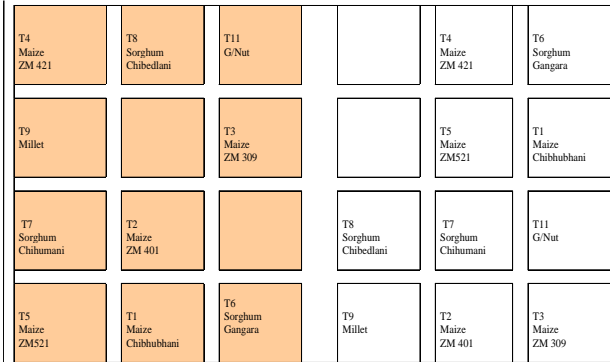 T4
Maize
ZM 421
T8
Sorghum
Chibedlani
T11
G/Nut
T4
Maize
ZM 421
T6
Sorghum
Gangara
T9
Millet
T3
Maize
ZM 309
T5
Maize
ZM521
T1
Maize
Chibhubhani
T7
Sorghum
Chihumani
T2
Maize
ZM 401
T8
Sorghum
Chibedlani
T7
Sorghum
Chihumani
T11
G/Nut
T5
Maize
ZM521
T1
Maize
Chibhubhani
T6
Sorghum
Gangara
T9
Millet
T2
Maize
ZM 401
T3
Maize
ZM 309